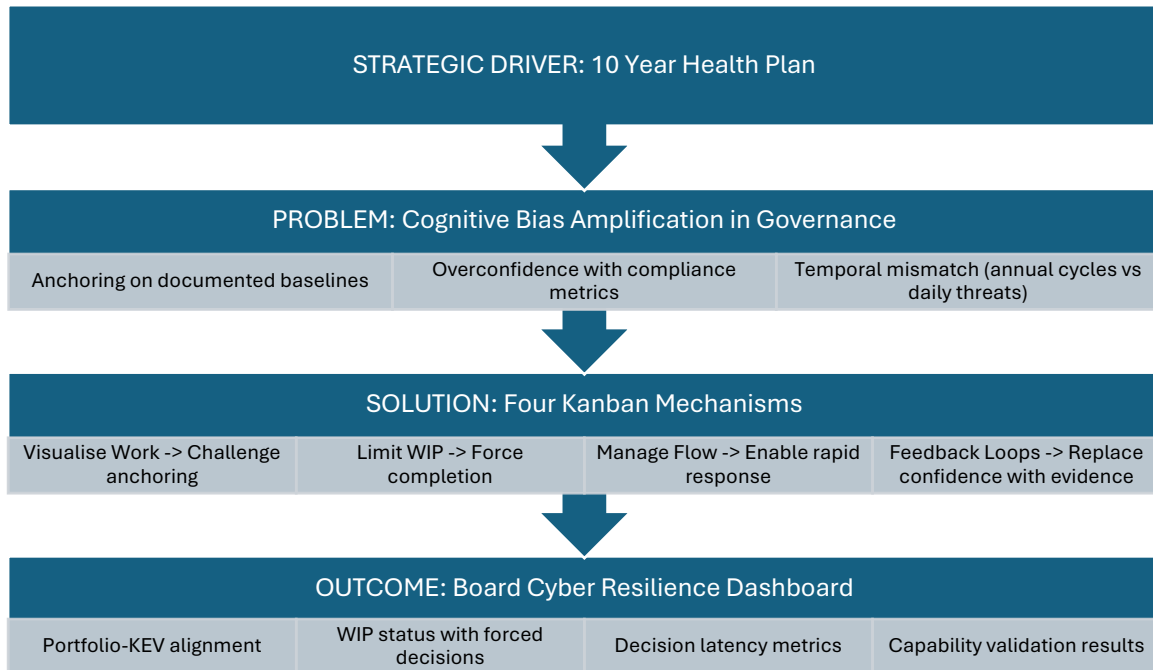 STRATEGIC DRIVER: 10 Year Health Plan
PROBLEM: Cognitive Bias Amplification in Governance
Anchoring on documented baselines
Overconfidence with compliance
metrics
Temporal mismatch (annual cycles vs
daily threats)
SOLUTION: Four Kanban Mechanisms
Visualise Work -> Challenge
anchoring
Limit WIP -> Force
completion
Manage Flow -> Enable rapid
response
Feedback Loops -> Replace
confidence with evidence
OUTCOME: Board Cyber Resilience Dashboard
Portfolio-KEV alignment
WIP status with forced
decisions
Decision latency metrics
Capability validation results